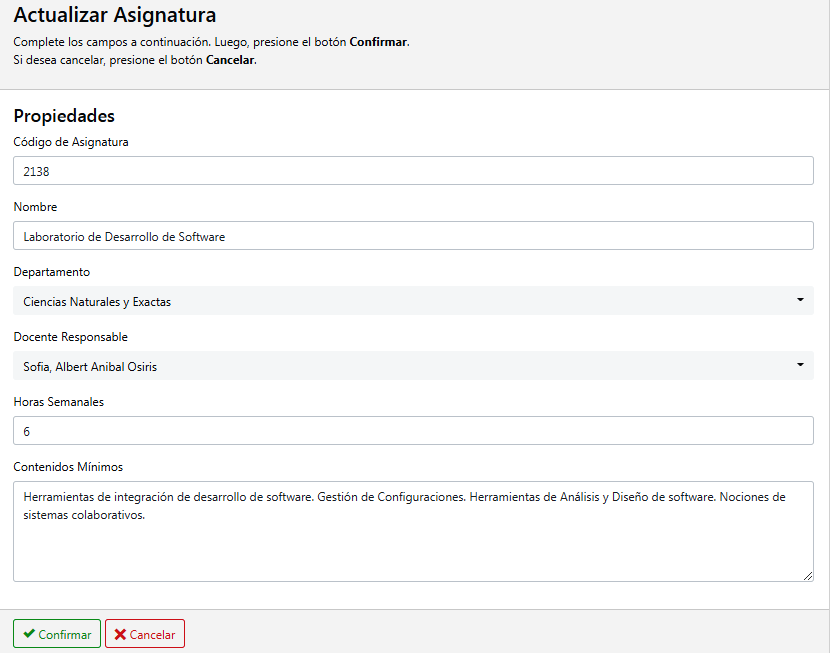 Actualizar Asignatura
Complete los campos a continuación. Luego, presione el botón Confirmar.
Si desea cancelar, presione el botón Cancelar.
Propiedades
Código de Asignatura
2138
Nombre
Laboratorio de Desarrollo de Software
Departamento
Ciencias Naturales y Exactas
Docente Responsable
Sofia, Albert Anibal Osiris
Horas Semanales
6
Contenidos Mínimos
Herramientas de integración de desarrollo de software. Gestión de Configuraciones. Herramientas de Análisis y Diseño de software. Nociones de
sistemas colaborativos.
Confirmar Cancelar